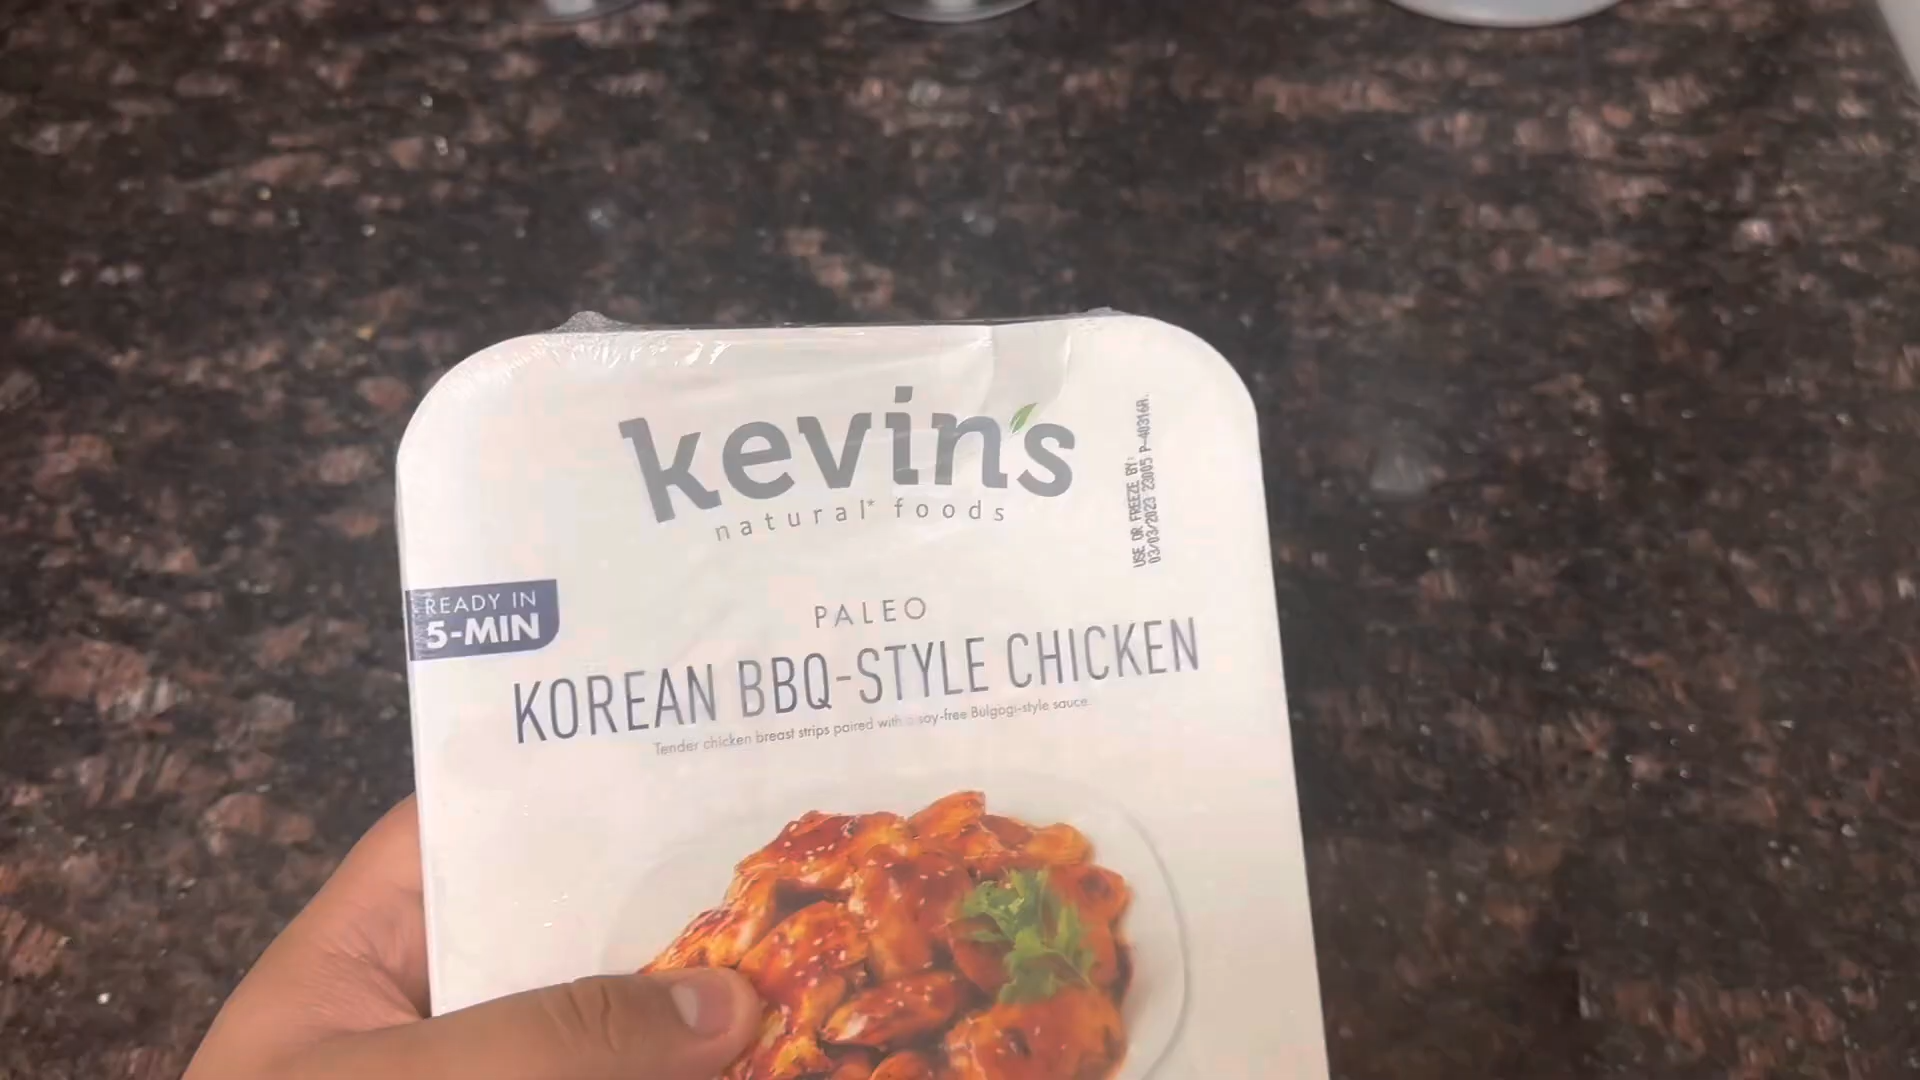 kevin's
natural* foods
USE OR FREEZE BY:
03/03/2023 23005 P-40316A.
READY IN
5-MIN
PALEO
KOREAN BBQ-STYLE CHICKEN
Tender chicken breast strips paired with a soy-free Bulgogi-style sauce.